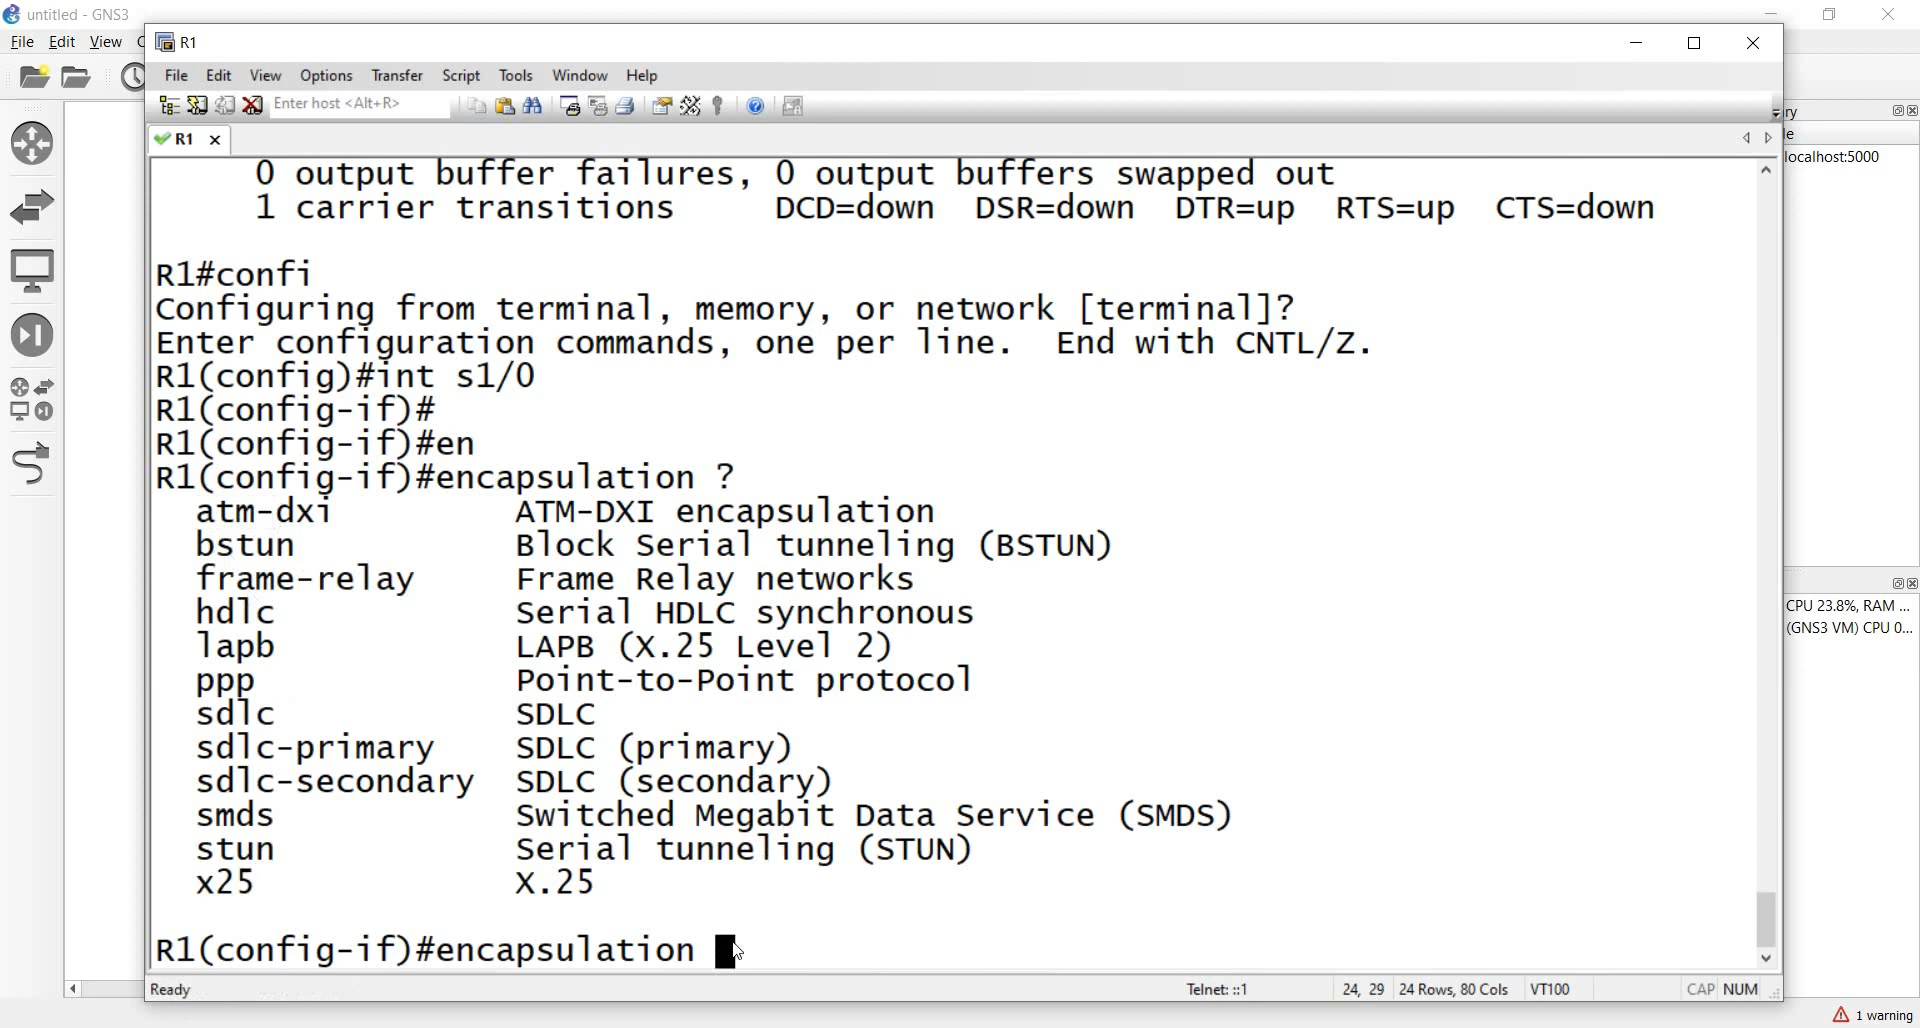 untitled - GNS3
File Edit View
R1
File Edit View Options Transfer Script Tools Window Help
Enter host <Alt+R>
R1
localhost:5000
0 output buffer failures, 0 output buffers swapped out
1 carrier transitions DCD=down DSR=down DTR=up RTS=up CTS=down
R1#confi
Configuring from terminal, memory, or network [terminal]?
Enter configuration commands, one per line. End with CNTL/Z.
R1(config)#int s1/0
R1(config-if)#
R1(config-if)#en
R1(config-if)#encapsulation ?
atm-dxi ATM-DXI encapsulation
bstun Block Serial tunneling (BSTUN)
frame-relay Frame Relay networks
hdlc Serial HDLC synchronous
lapb LAPB (X.25 Level 2)
ppp Point-to-Point protocol
sdlc SDLC
sdlc-primary SDLC (primary)
sdlc-secondary SDLC (secondary)
smds Switched Megabit Data Service (SMDS)
stun Serial tunneling (STUN)
x25 X.25
R1(config-if)#encapsulation
CPU 23.8%, RAM ...
(GNS3 VM) CPU 0...
Ready Telnet: ::1 24, 29 24 Rows, 80 Cols VT100 CAP NUM
1 warning